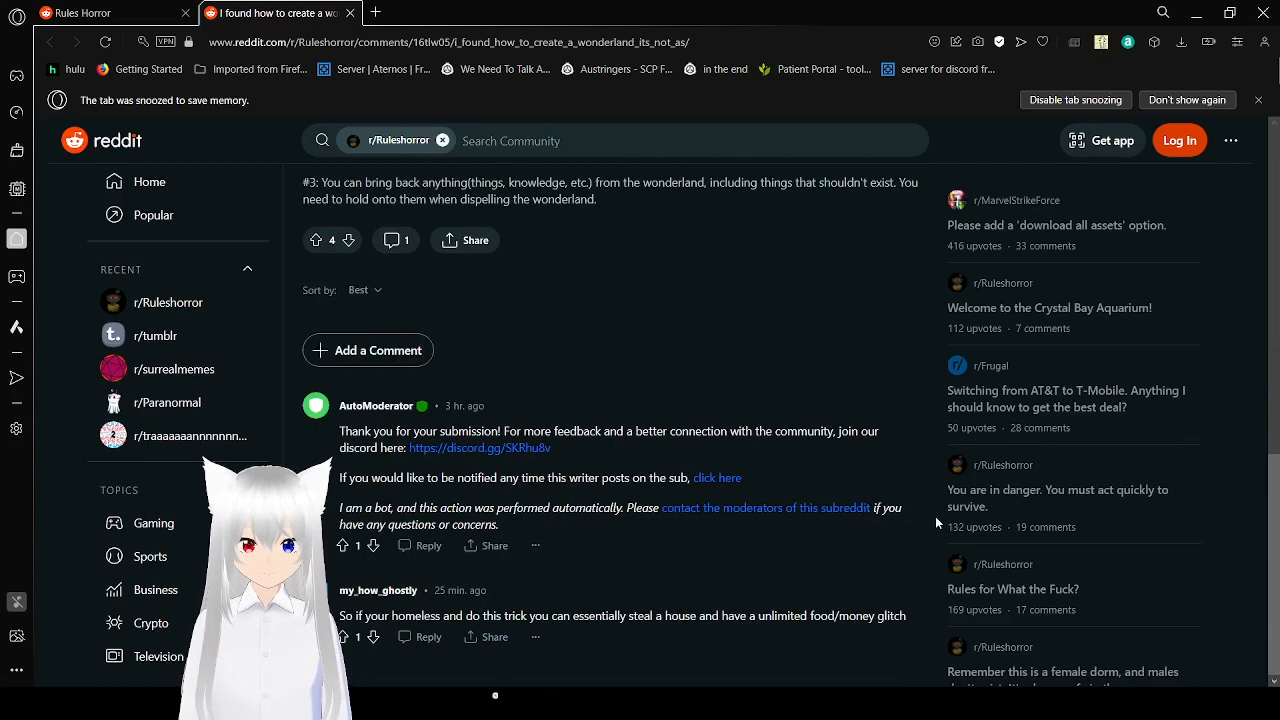 Rules Horror
I found how to create a wo
www.reddit.com/r/Ruleshorror/comments/16tlw05/i_found_how_to_create_a_wonderland_its_not_as/
VPN
hulu
Getting Started
Imported from Firef...
Server | Aternos | Fr...
We Need To Talk A...
Austringers - SCP F...
in the end
Patient Portal - tool...
server for discord fr...
The tab was snoozed to save memory.
Disable tab snoozing
Don't show again
reddit
r/Ruleshorror
Search Community
Get app
Log In
Home
Popular
RECENT
r/Ruleshorror
r/tumblr
r/surrealmemes
r/Paranormal
r/traaaaaaannnnnnn...
TOPICS
Gaming
Sports
Business
Crypto
Television
#3: You can bring back anything(things, knowledge, etc.) from the wonderland, including things that shouldn't exist. You
need to hold onto them when dispelling the wonderland.
4
1
Share
Sort by: Best
Add a Comment
AutoModerator • 3 hr. ago
Thank you for your submission! For more feedback and a better connection with the community, join our
discord here: https://discord.gg/SKRhu8v
If you would like to be notified any time this writer posts on the sub, click here
I am a bot, and this action was performed automatically. Please contact the moderators of this subreddit if you
have any questions or concerns.
1 Reply Share ...
my_how_ghostly • 25 min. ago
So if your homeless and do this trick you can essentially steal a house and have a unlimited food/money glitch
1 Reply Share ...
r/MarvelStrikeForce
Please add a 'download all assets' option.
416 upvotes · 33 comments
r/Ruleshorror
Welcome to the Crystal Bay Aquarium!
112 upvotes · 7 comments
r/Frugal
Switching from AT&T to T-Mobile. Anything I
should know to get the best deal?
50 upvotes · 28 comments
r/Ruleshorror
You are in danger. You must act quickly to
survive.
132 upvotes · 19 comments
r/Ruleshorror
Rules for What the Fuck?
169 upvotes · 17 comments
r/Ruleshorror
Remember this is a female dorm, and males